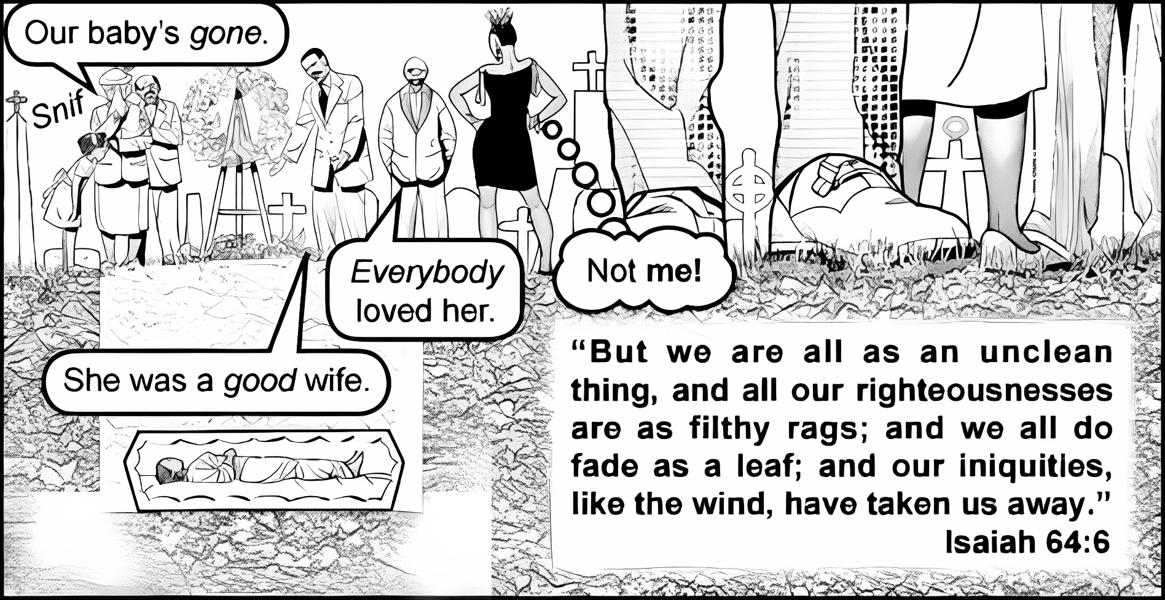 Our baby's gone.
Snif
Everybody
loved her.
Not me!
She was a good wife.
“But we are all as an unclean
thing, and all our righteousnesses
are as filthy rags; and we all do
fade as a leaf; and our iniquities,
like the wind, have taken us away.”
Isaiah 64:6